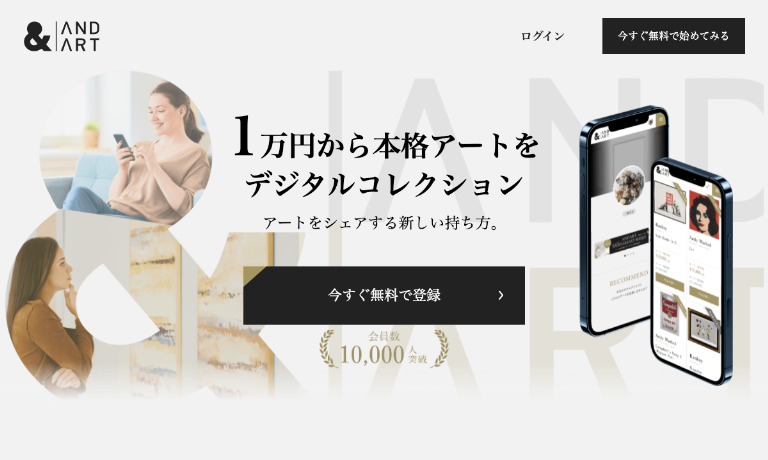 & AND
ART
ログイン
今すぐ無料で始めてみる
1万円から本格アートを
デジタルコレクション
アートをシェアする新しい持ち方。
今すぐ無料で登録
会員数
10,000人
突破
RECOMMEND
Andy Warhol